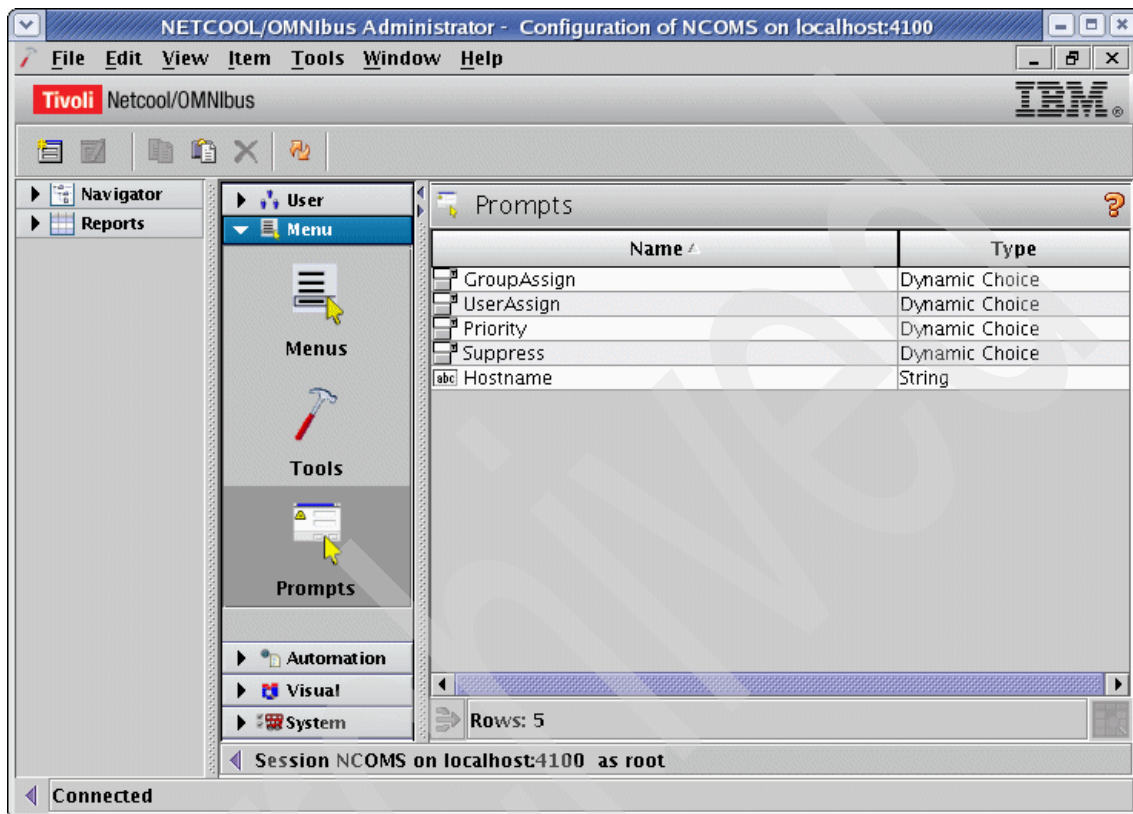 NETCOOL/OMNIbus Administrator - Configuration of NCOMS on localhost:4100
File Edit View Item Tools Window Help
Tivoli Netcool/OMNIbus
IBM®
Navigator
Reports
User
Menu
Menus
Tools
Prompts
Automation
Visual
System
Prompts
Name Type
GroupAssign Dynamic Choice
UserAssign Dynamic Choice
Priority Dynamic Choice
Suppress Dynamic Choice
abc Hostname String
Rows: 5
Session NCOMS on localhost:4100 as root
Connected